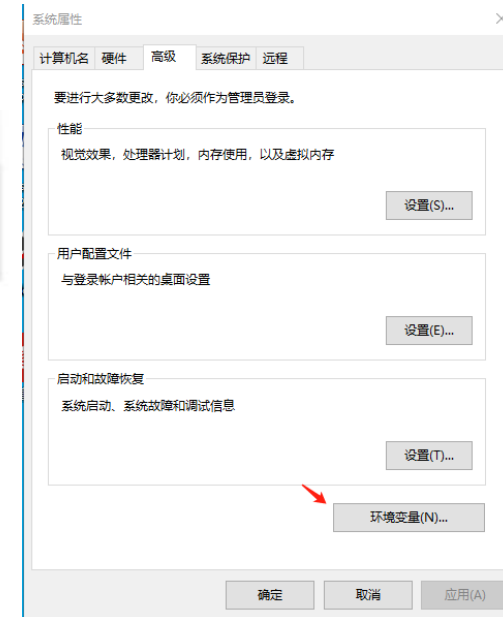 系统属性
计算机名 硬件 高级 系统保护 远程
要进行大多数更改，你必须作为管理员登录。
性能
视觉效果，处理器计划，内存使用，以及虚拟内存
设置(S)...
用户配置文件
与登录帐户相关的桌面设置
设置(E)...
启动和故障恢复
系统启动、系统故障和调试信息
设置(T)...
环境变量(N)...
确定 取消 应用(A)